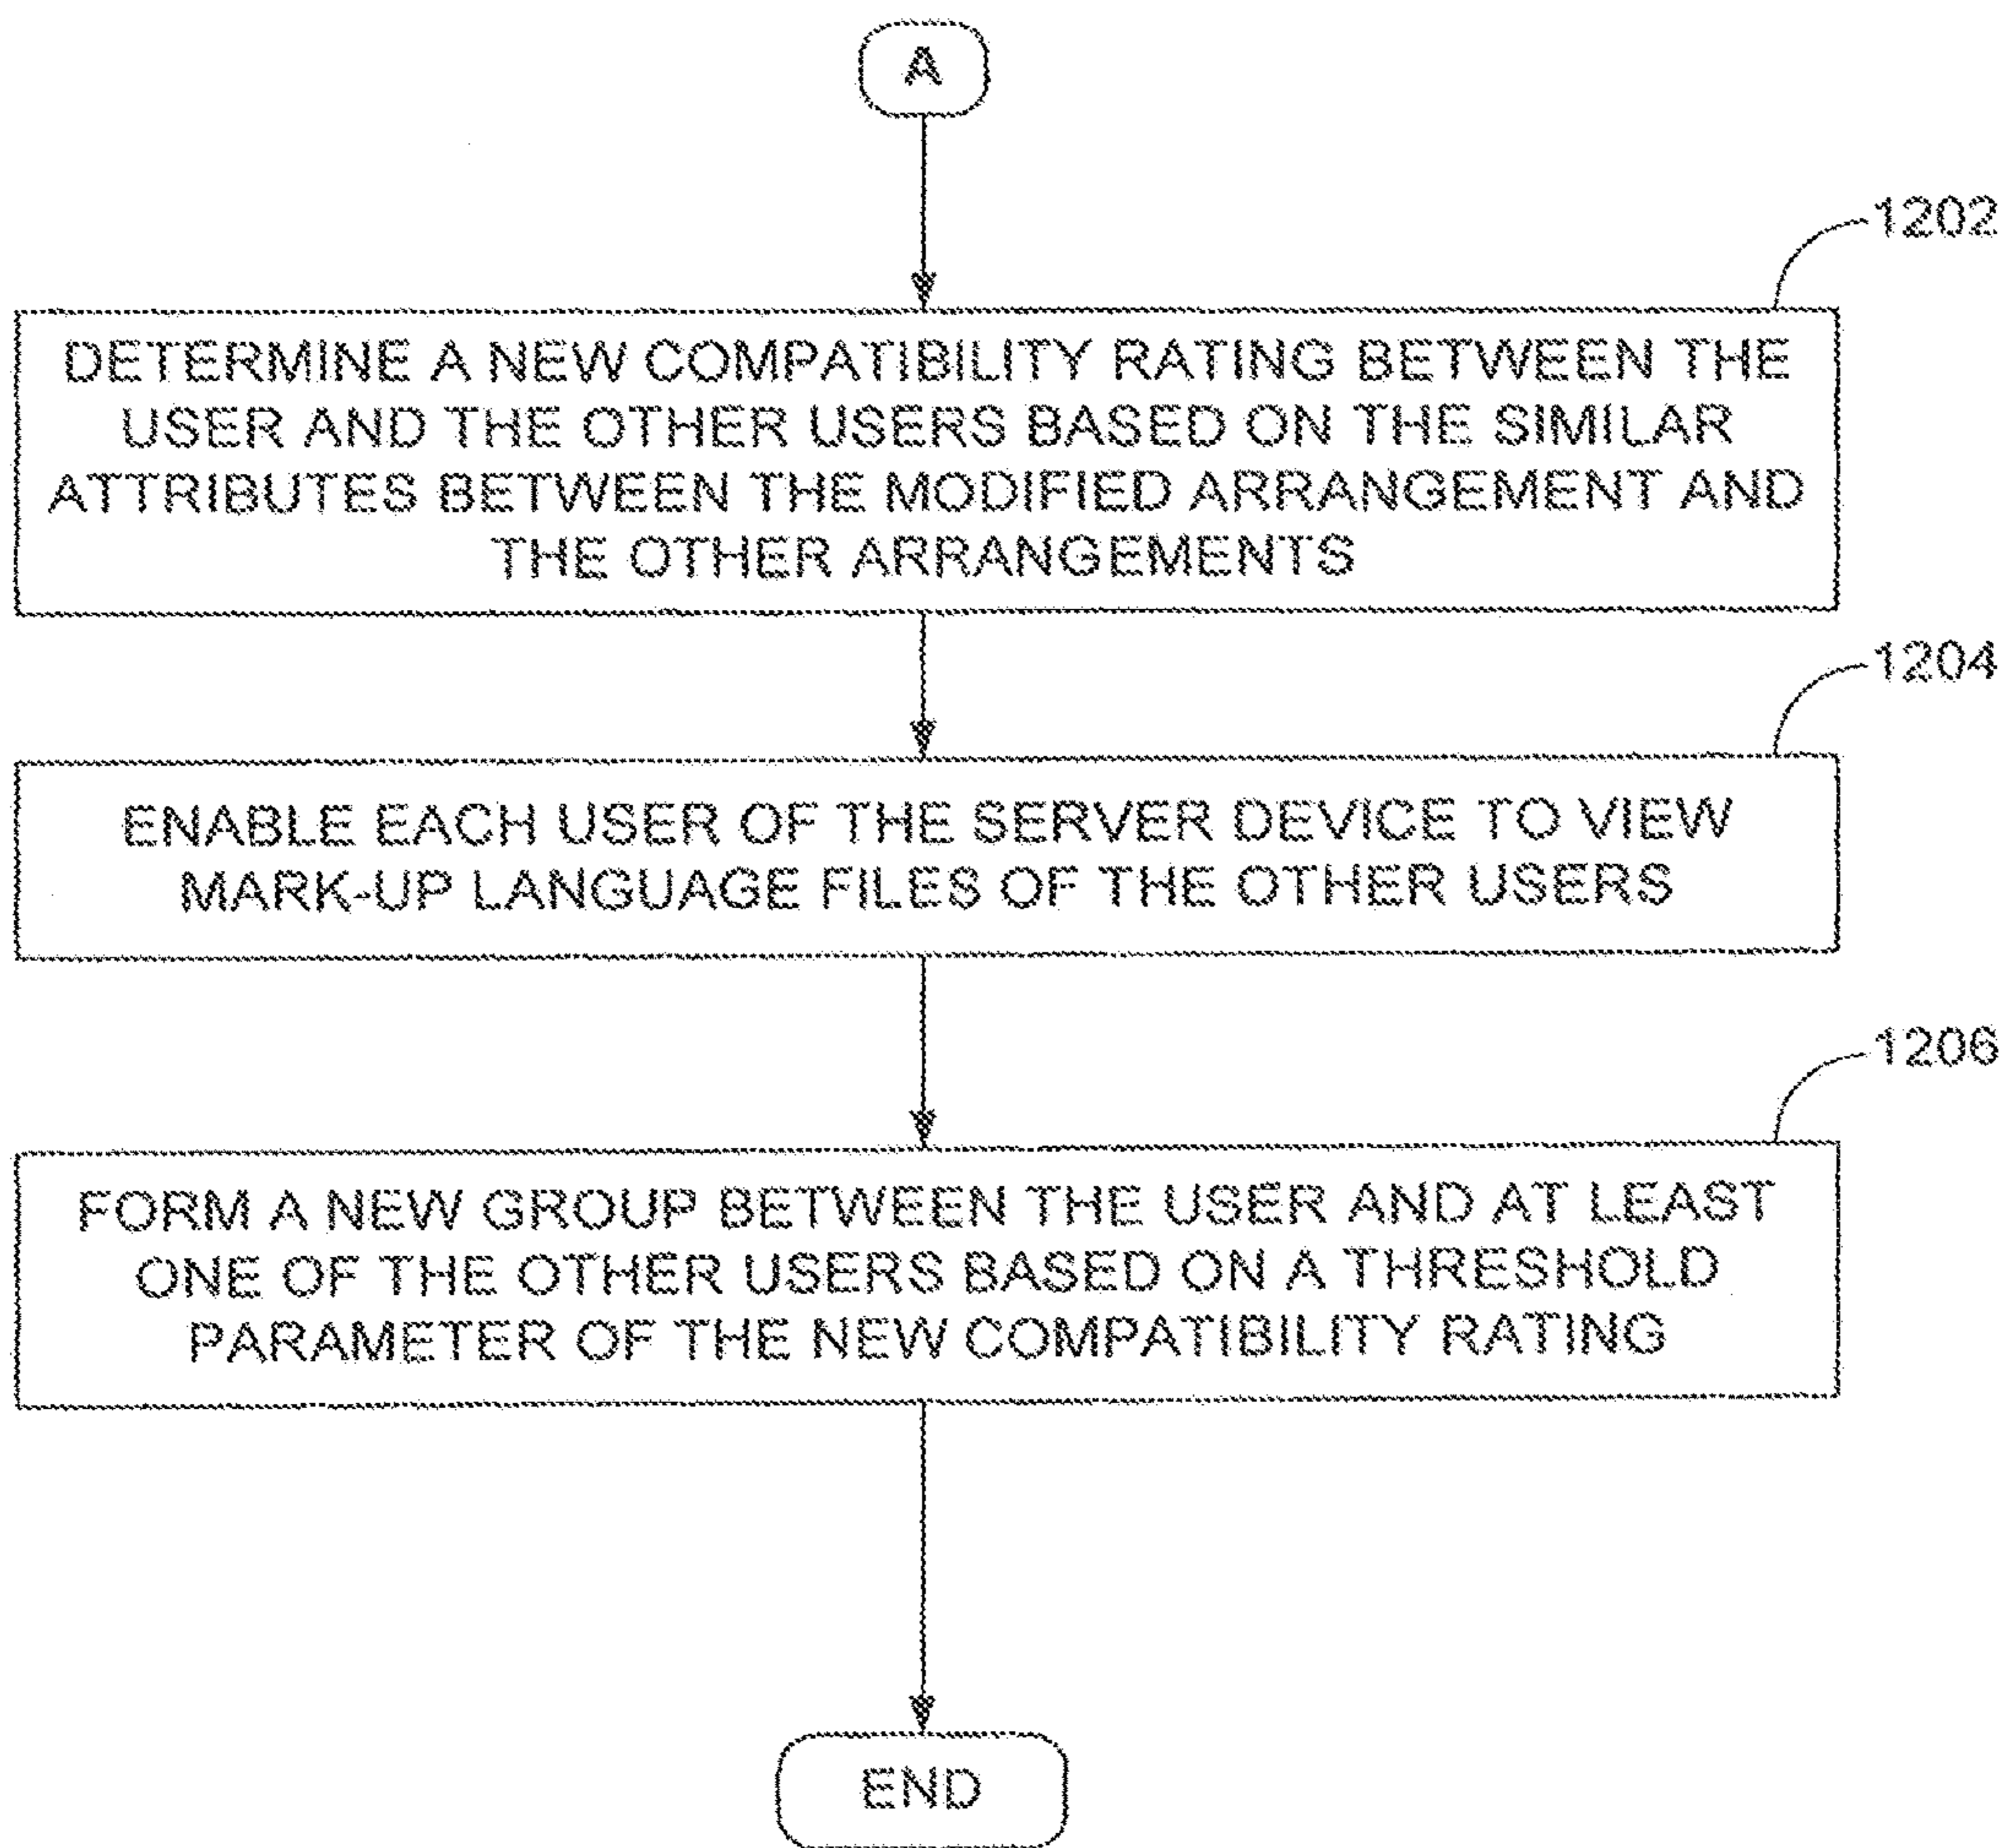 A
1202
DETERMINE A NEW COMPATIBILITY RATING BETWEEN THE
USER AND THE OTHER USERS BASED ON THE SIMILAR
ATTRIBUTES BETWEEN THE MODIFIED ARRANGEMENT AND
THE OTHER ARRANGEMENTS
1204
ENABLE EACH USER OF THE SERVER DEVICE TO VIEW
MARK-UP LANGUAGE FILES OF THE OTHER USERS
1206
FORM A NEW GROUP BETWEEN THE USER AND AT LEAST
ONE OF THE OTHER USERS BASED ON A THRESHOLD
PARAMETER OF THE NEW COMPATIBILITY RATING
END